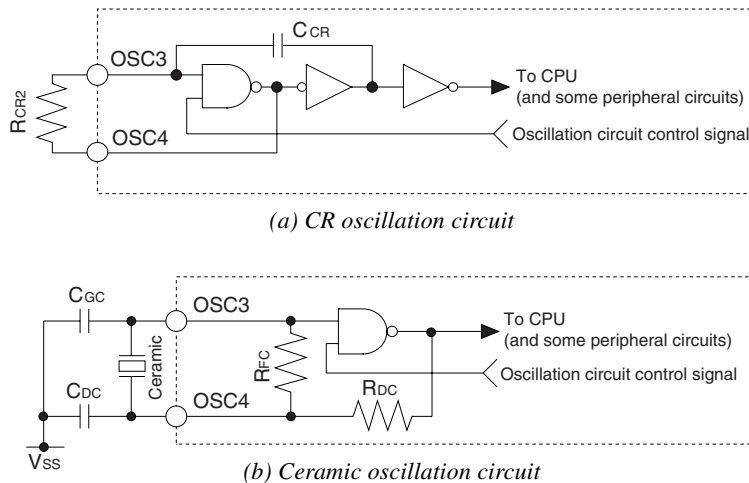 CCR
OSC3
To CPU
(and some peripheral circuits)
RCR2
OSC4
Oscillation circuit control signal
(a) CR oscillation circuit
CGC
OSC3
To CPU
(and some peripheral circuits)
Ceramic
RFC
Oscillation circuit control signal
CDC
OSC4
RDC
VSS
(b) Ceramic oscillation circuit